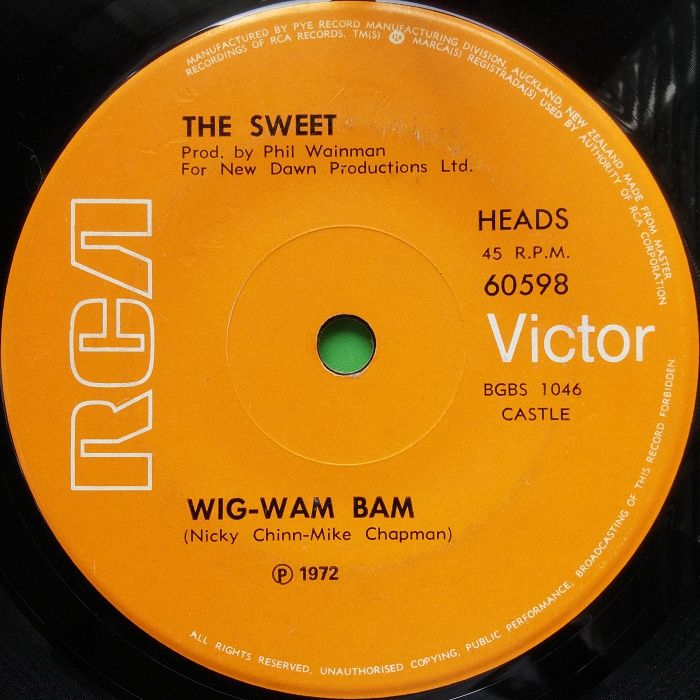 MANUFACTURED BY PYE RECORD MANUFACTURING DIVISION, AUCKLAND, NEW ZEALAND MADE FROM MASTER
RECORDINGS OF RCA RECORDS. TM(S) ® MARCA(S) REGISTRADA(S) USED BY AUTHORITY OF RCA CORPORATION
THE SWEET
Prod. by Phil Wainman
For New Dawn Productions Ltd.
HEADS
45 R.P.M.
60598
RCA
Victor
BGBS 1046
CASTLE
WIG-WAM BAM
(Nicky Chinn-Mike Chapman)
℗ 1972
ALL RIGHTS RESERVED, UNAUTHORISED COPYING, PUBLIC PERFORMANCE, BROADCASTING OF THIS RECORD FORBIDDEN.